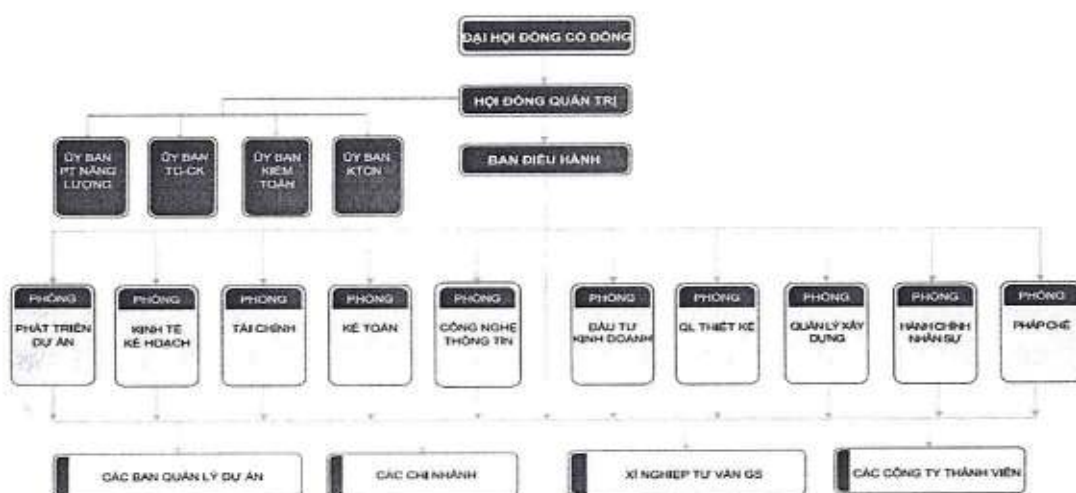 ĐẠI HỘI ĐỒNG CỔ ĐÔNG
HỘI ĐỒNG QUẢN TRỊ
BAN ĐIỀU HÀNH
ỦY BAN
PT NĂNG
LƯỢNG
ỦY BAN
TC-CK
ỦY BAN
KIỂM
TOÁN
ỦY BAN
KTCN
PHÒNG
PHÁT TRIỂN
DỰ ÁN
PHÒNG
KINH TẾ
KẾ HOẠCH
PHÒNG
TÀI CHÍNH
PHÒNG
KẾ TOÁN
PHÒNG
CÔNG NGHỆ
THÔNG TIN
PHÒNG
ĐẦU TƯ
KINH DOANH
PHÒNG
QL THIẾT KẾ
PHÒNG
QUẢN LÝ XÂY
DỰNG
PHÒNG
HÀNH CHÍNH
NHÂN SỰ
PHÒNG
PHÁP CHẾ
CÁC BAN QUẢN LÝ DỰ ÁN
CÁC CHI NHÁNH
XÍ NGHIỆP TƯ VẤN GS
CÁC CÔNG TY THÀNH VIÊN